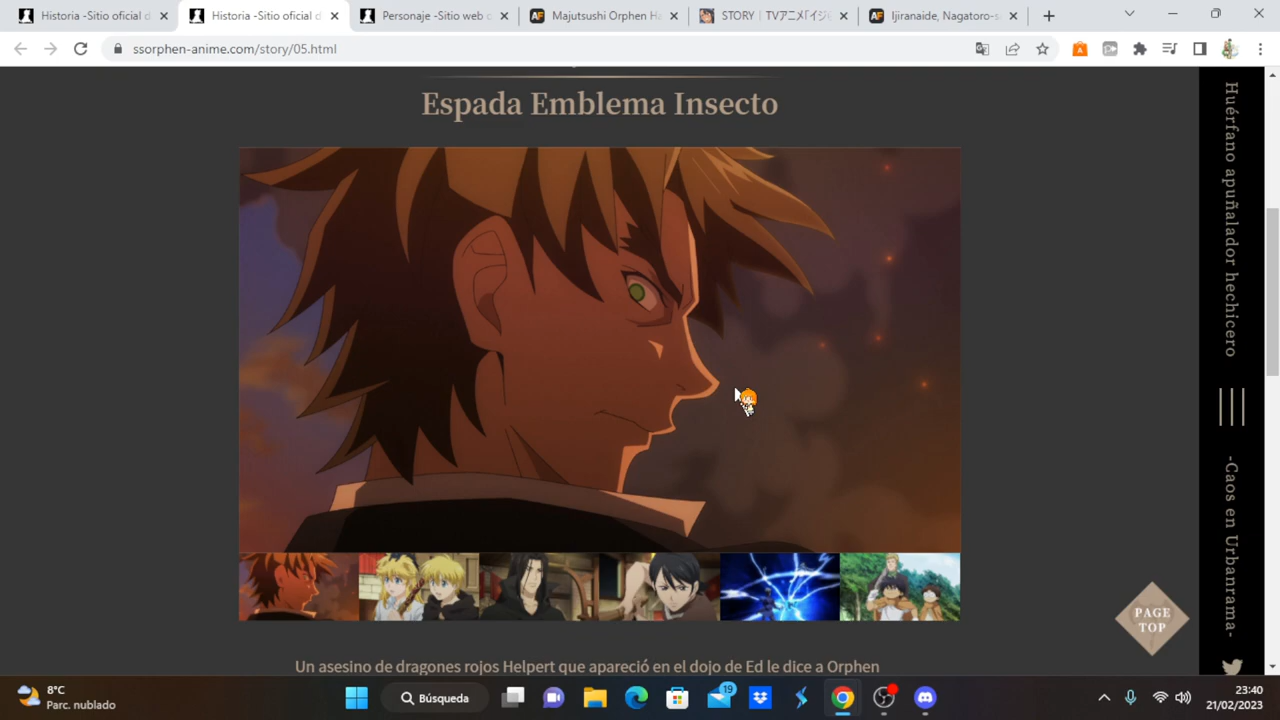 Historia -Sitio oficial d
Historia -Sitio oficial d
Personaje -Sitio web c
Majutsushi Orphen Ha
STORY | TVアニメ「イジ
Ijiranaide, Nagatoro-s
ssorphen-anime.com/story/05.html
Espada Emblema Insecto
Huérfano apuñalador hechicero
-Caos en Urbanrama-
PAGE
TOP
Un asesino de dragones rojos Helpert que apareció en el dojo de Ed le dice a Orphen
8°C
Parc. nublado
Búsqueda
19
23:40
21/02/2023